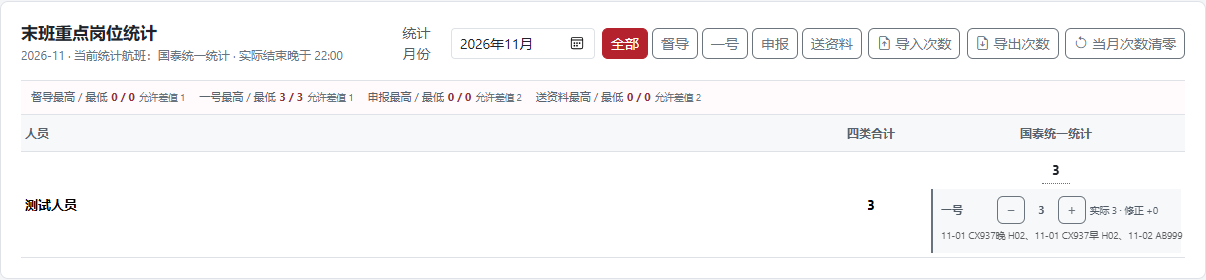 末班重点岗位统计
2026-11 · 当前统计航班：国泰统一统计 · 实际结束晚于 22:00
统计
月份
2026年11月
全部 督导 一号 申报 送资料 导入次数 导出次数 当月次数清零
督导最高 / 最低 0 / 0 允许差值 1 一号最高 / 最低 3 / 3 允许差值 1 申报最高 / 最低 0 / 0 允许差值 2 送资料最高 / 最低 0 / 0 允许差值 2
人员 四类合计 国泰统一统计
3
测试人员 3
一号 − 3 + 实际 3 · 修正 +0
11-01 CX937晚 H02、11-01 CX937早 H02、11-02 AB999